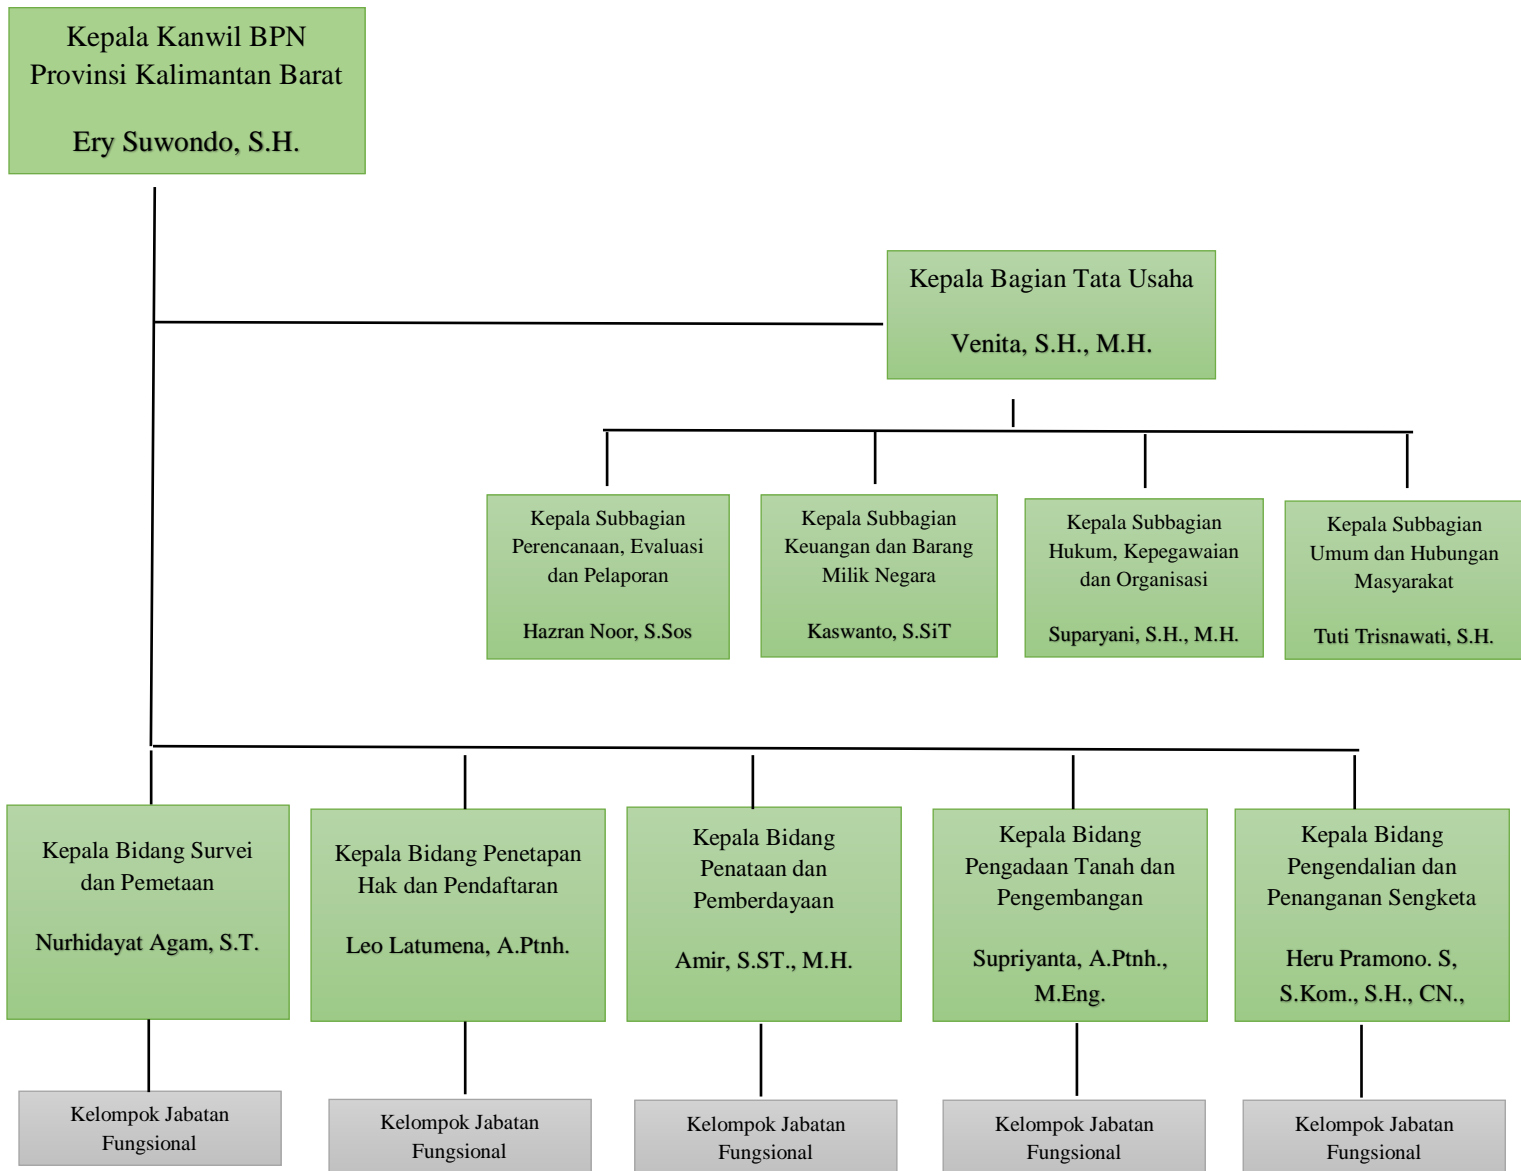 Kepala Kanwil BPN
Provinsi Kalimantan Barat
Ery Suwondo, S.H.
Kepala Bagian Tata Usaha
Venita, S.H., M.H.
Kepala Subbagian
Perencanaan, Evaluasi
dan Pelaporan
Hazran Noor, S.Sos
Kepala Subbagian
Keuangan dan Barang
Milik Negara
Kaswanto, S.SiT
Kepala Subbagian
Hukum, Kepegawaian
dan Organisasi
Suparyani, S.H., M.H.
Kepala Subbagian
Umum dan Hubungan
Masyarakat
Tuti Trisnawati, S.H.
Kepala Bidang Survei
dan Pemetaan
Nurhidayat Agam, S.T.
Kepala Bidang Penetapan
Hak dan Pendaftaran
Leo Latumena, A.Ptnh.
Kepala Bidang
Penataan dan
Pemberdayaan
Amir, S.ST., M.H.
Kepala Bidang
Pengadaan Tanah dan
Pengembangan
Supriyanta, A.Ptnh.,
M.Eng.
Kepala Bidang
Pengendalian dan
Penanganan Sengketa
Heru Pramono. S,
S.Kom., S.H., CN.,
Kelompok Jabatan
Fungsional
Kelompok Jabatan
Fungsional
Kelompok Jabatan
Fungsional
Kelompok Jabatan
Fungsional
Kelompok Jabatan
Fungsional